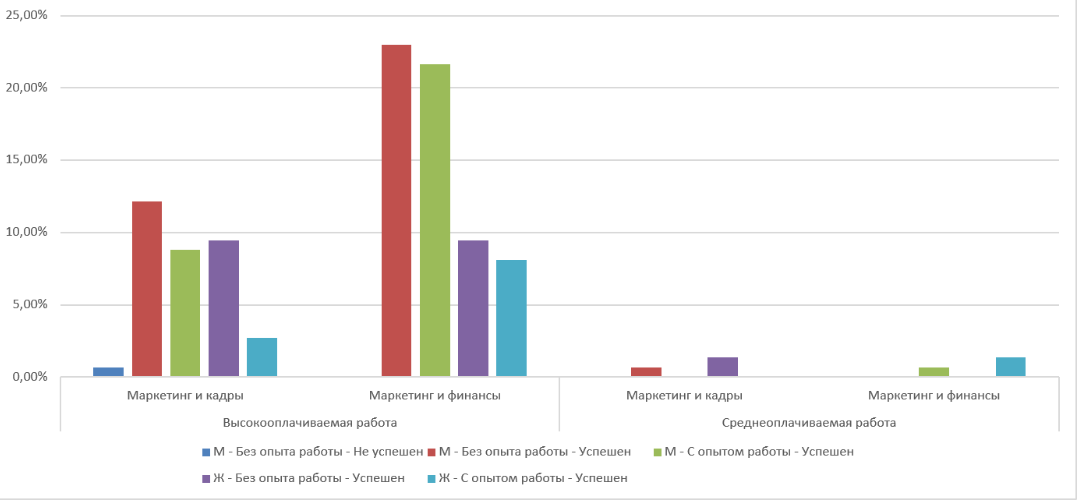 25,00%
20,00%
15,00%
10,00%
5,00%
0,00%
Маркетинг и кадры Маркетинг и финансы Маркетинг и кадры Маркетинг и финансы
Высокооплачиваемая работа Среднеоплачиваемая работа
М - Без опыта работы - Не успешен М - Без опыта работы - Успешен М - С опытом работы - Успешен
Ж - Без опыта работы - Успешен Ж - С опытом работы - Успешен